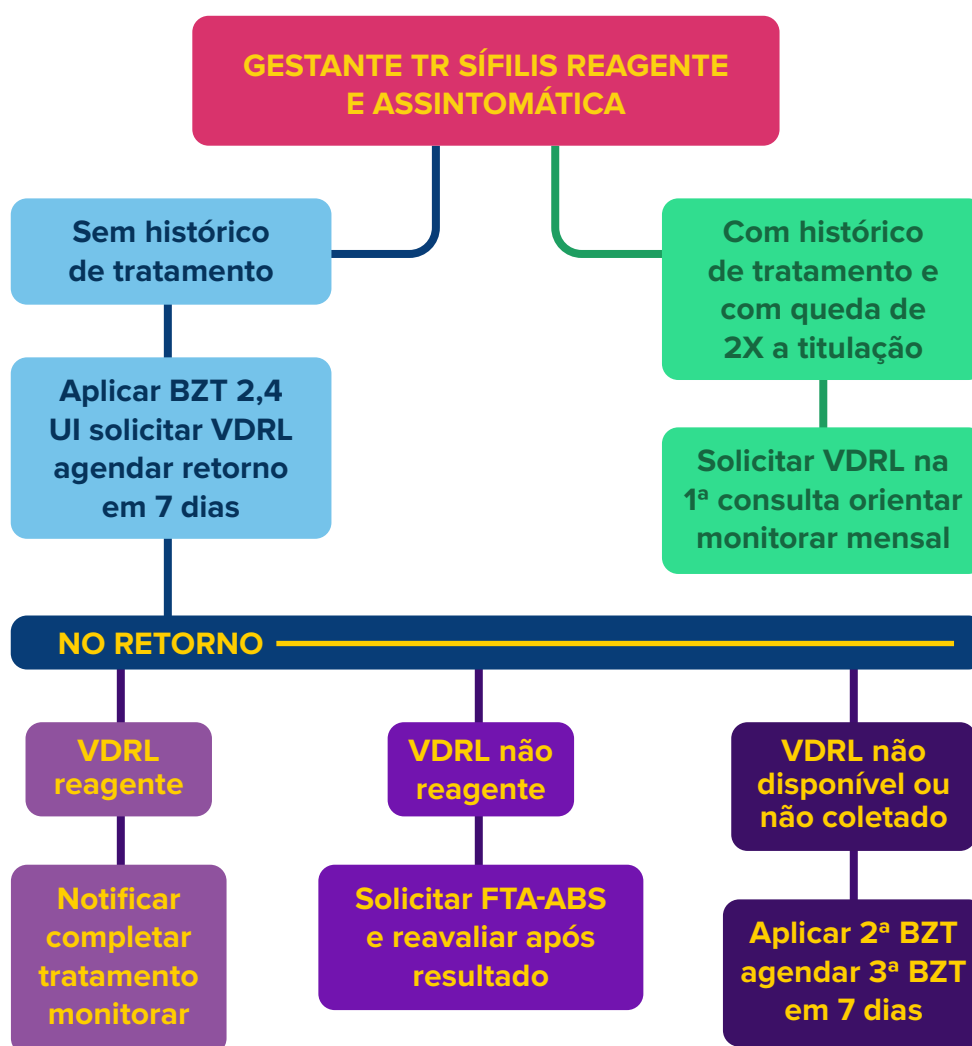 GESTANTE TR SÍFILIS REAGENTE
E ASSINTOMÁTICA
Sem histórico
de tratamento
Aplicar BZT 2,4
UI solicitar VDRL
agendar retorno
em 7 dias
Com histórico
de tratamento e
com queda de
2X a titulação
Solicitar VDRL na
1ª consulta orientar
monitorar mensal
NO RETORNO
VDRL
reagente
Notificar
completar
tratamento
monitorar
VDRL não
reagente
Solicitar FTA-ABS
e reavaliar após
resultado
VDRL não
disponível ou
não coletado
Aplicar 2ª BZT
agendar 3ª BZT
em 7 dias